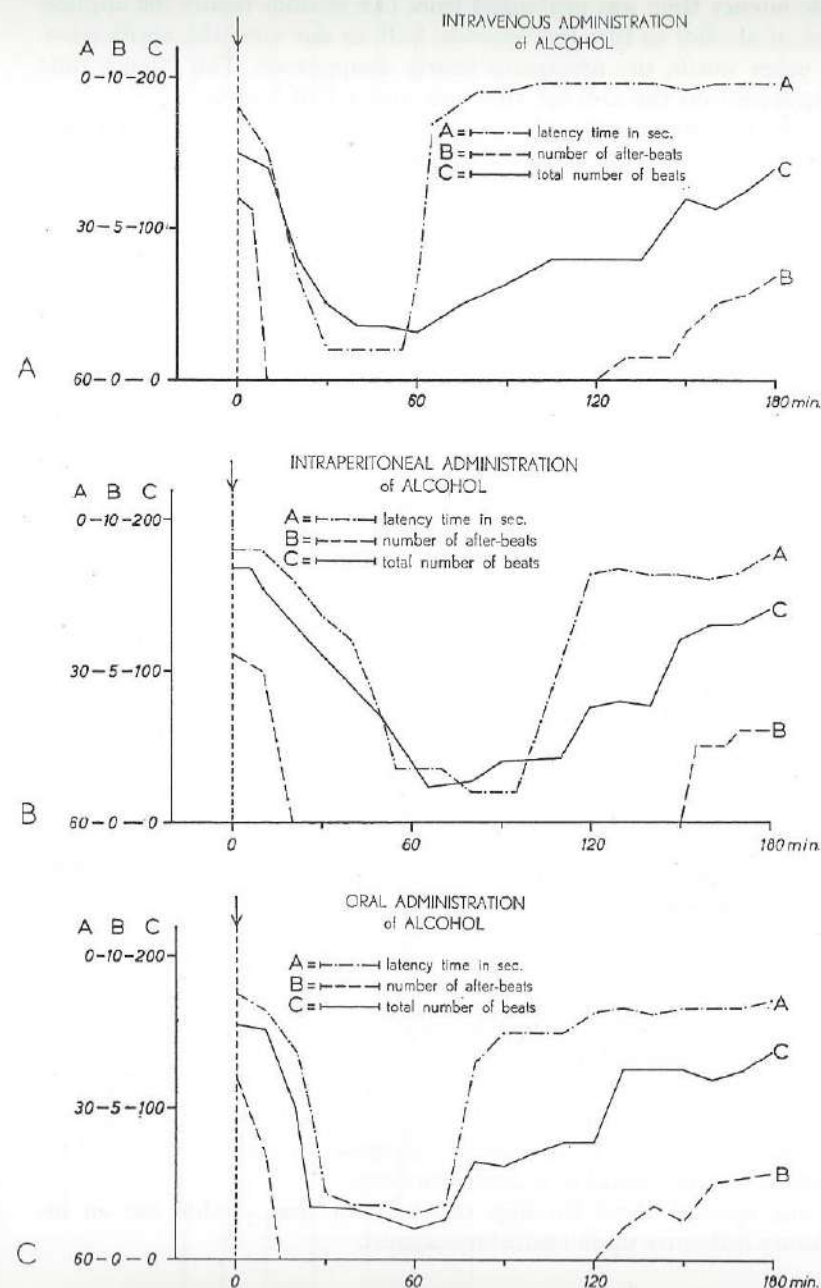 INTRAVENOUS ADMINISTRATION
of ALCOHOL
A B C
0-10-200
A
A = latency time in sec.
B = number of after-beats
C = total number of beats
C
30-5-100
B
A
60-0-0
0 60 120 180 min.
INTRAPERITONEAL ADMINISTRATION
of ALCOHOL
A B C
0-10-200
A = latency time in sec.
B = number of after-beats
C = total number of beats
A
C
30-5-100
B
B
60-0-0
0 60 120 180 min.
ORAL ADMINISTRATION
of ALCOHOL
A B C
0-10-200
A = latency time in sec.
B = number of after-beats
C = total number of beats
A
C
30-5-100
B
C
60-0-0
0 60 120 180 min.